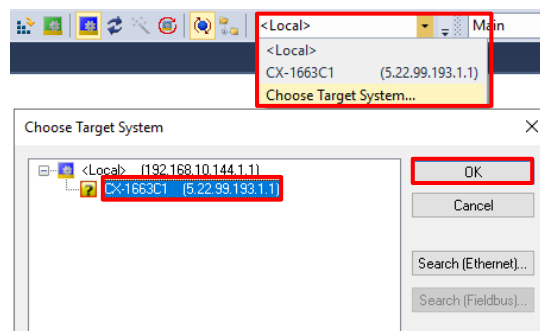 <Local>
Main
<Local>
CX-1663C1 (5.22.99.193.1.1)
Choose Target System...
Choose Target System
<Local> (192.168.10.144.1.1)
CX-1663C1 (5.22.99.193.1.1)
OK
Cancel
Search (Ethernet)...
Search (Fieldbus)...